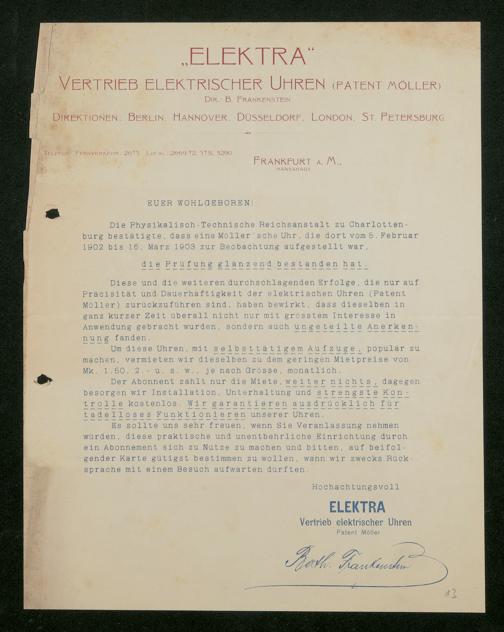 „ELEKTRA“
VERTRIEB ELEKTRISCHER UHREN (PATENT MÖLLER)
DIR. B. FRANKENSTEIN
DIREKTIONEN: BERLIN, HANNOVER, DÜSSELDORF, LONDON, ST. PETERSBURG
FRANKFURT A. M.,
HANSAHAUS
EUER WOHLGEBOREN!
Die Physikalisch-Technische Reichsanstalt zu Charlotten-
burg bestätigte, dass eine Möller'sche Uhr, die dort vom 5. Februar
1902 bis 16. März 1903 zur Beobachtung aufgestellt war,
die Prüfung glänzend bestanden hat.
Diese und die weiteren durchschlagenden Erfolge, die nur auf
Präcisität und Dauerhaftigkeit der elektrischen Uhren (Patent
Möller) zurückzuführen sind, haben bewirkt, dass dieselben in
ganz kurzer Zeit überall nicht nur mit grösstem Interesse in
Anwendung gebracht wurden, sondern auch ungeteilte Anerken-
nung fanden.
Um diese Uhren, mit selbsttätigem Aufzuge, populär zu
machen, vermieten wir dieselben zu dem geringen Mietpreise von
Mk. 1.50, 2.- u. s. w., je nach Grösse, monatlich.
Der Abonnent zahlt nur die Miete, weiter nichts, dagegen
besorgen wir Installation, Unterhaltung und strengste Kon-
trolle kostenlos. Wir garantieren ausdrücklich für
tadelloses Funktionieren unserer Uhren.
Es sollte uns sehr freuen, wenn Sie Veranlassung nehmen
würden, diese praktische und unentbehrliche Einrichtung durch
ein Abonnement sich zu Nutze zu machen und bitten, auf beifol-
gender Karte gütigst bestimmen zu wollen, wann wir zwecks Rück-
sprache mit einem Besuch aufwarten dürften.
Hochachtungsvoll
ELEKTRA
Vertrieb elektrischer Uhren
Patent Möller
Berth. Frankenstein
13